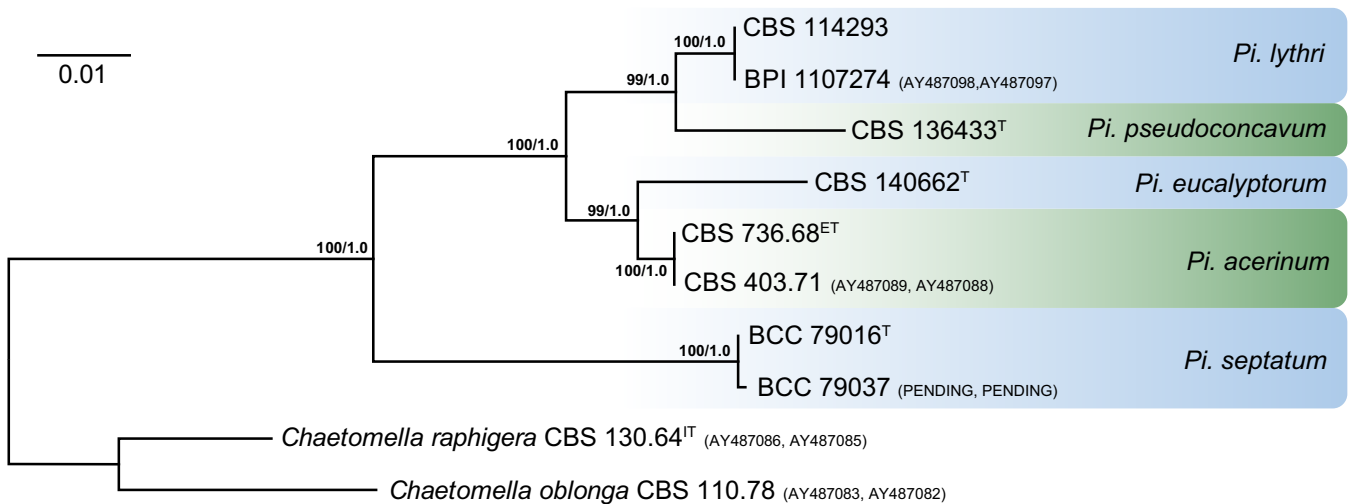 0.01
100/1.0
CBS 114293
BPI 1107274 (AY487098,AY487097)
Pi. lythri
99/1.0
CBS 136433ᵀ
Pi. pseudoconcavum
100/1.0
CBS 140662ᵀ
Pi. eucalyptorum
99/1.0
CBS 736.68ᴱᵀ
100/1.0
CBS 403.71 (AY487089, AY487088)
Pi. acerinum
100/1.0
BCC 79016ᵀ
100/1.0
BCC 79037 (PENDING, PENDING)
Pi. septatum
Chaetomella raphigera CBS 130.64ᴵᵀ (AY487086, AY487085)
Chaetomella oblonga CBS 110.78 (AY487083, AY487082)